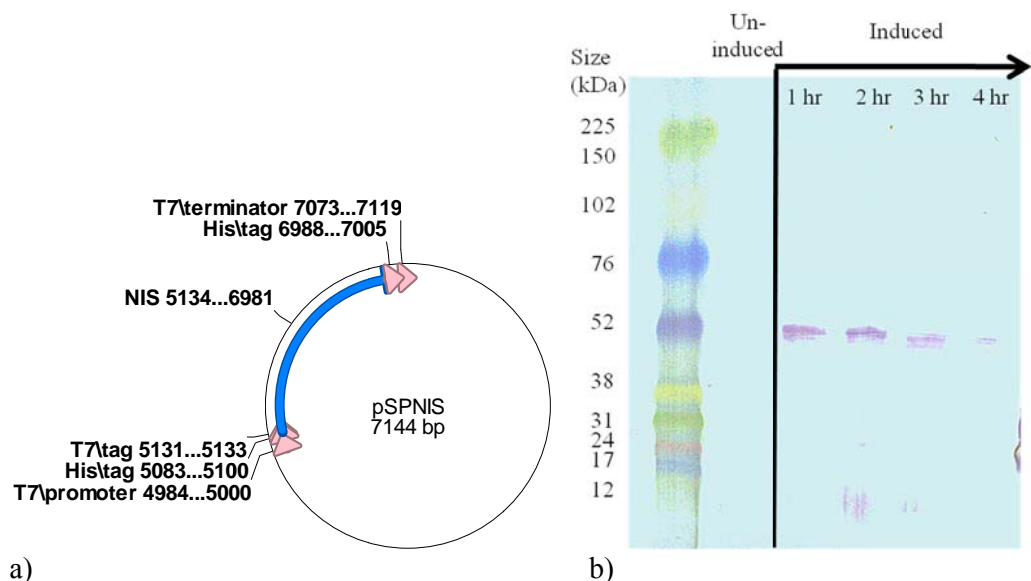 T7\terminator 7073...7119
His\tag 6988...7005
NIS 5134...6981
pSPNIS
7144 bp
T7\tag 5131...5133
His\tag 5083...5100
T7\promoter 4984...5000
a)
Un-
induced
Induced
Size
(kDa)
1 hr 2 hr 3 hr 4 hr
225
150
102
76
52
38
31
24
17
12
b)